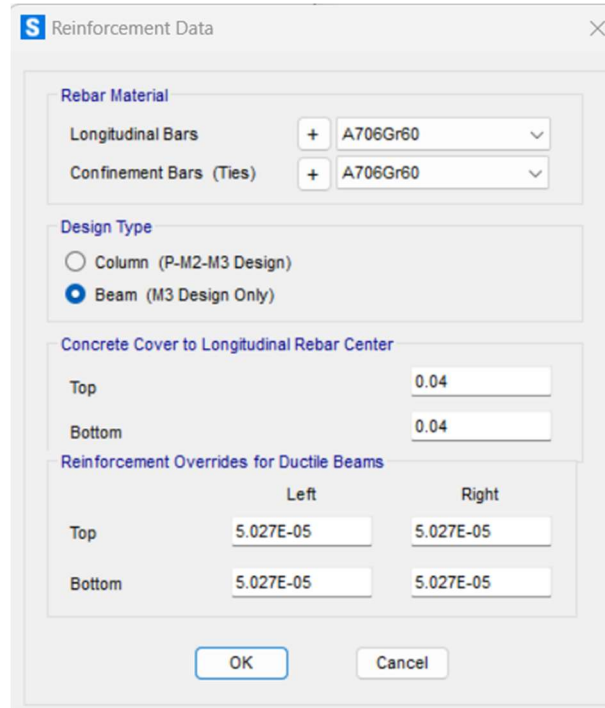 S Reinforcement Data
Rebar Material
Longitudinal Bars + A706Gr60
Confinement Bars (Ties) + A706Gr60
Design Type
Column (P-M2-M3 Design)
Beam (M3 Design Only)
Concrete Cover to Longitudinal Rebar Center
Top 0.04
Bottom 0.04
Reinforcement Overrides for Ductile Beams
Left Right
Top 5.027E-05 5.027E-05
Bottom 5.027E-05 5.027E-05
OK Cancel